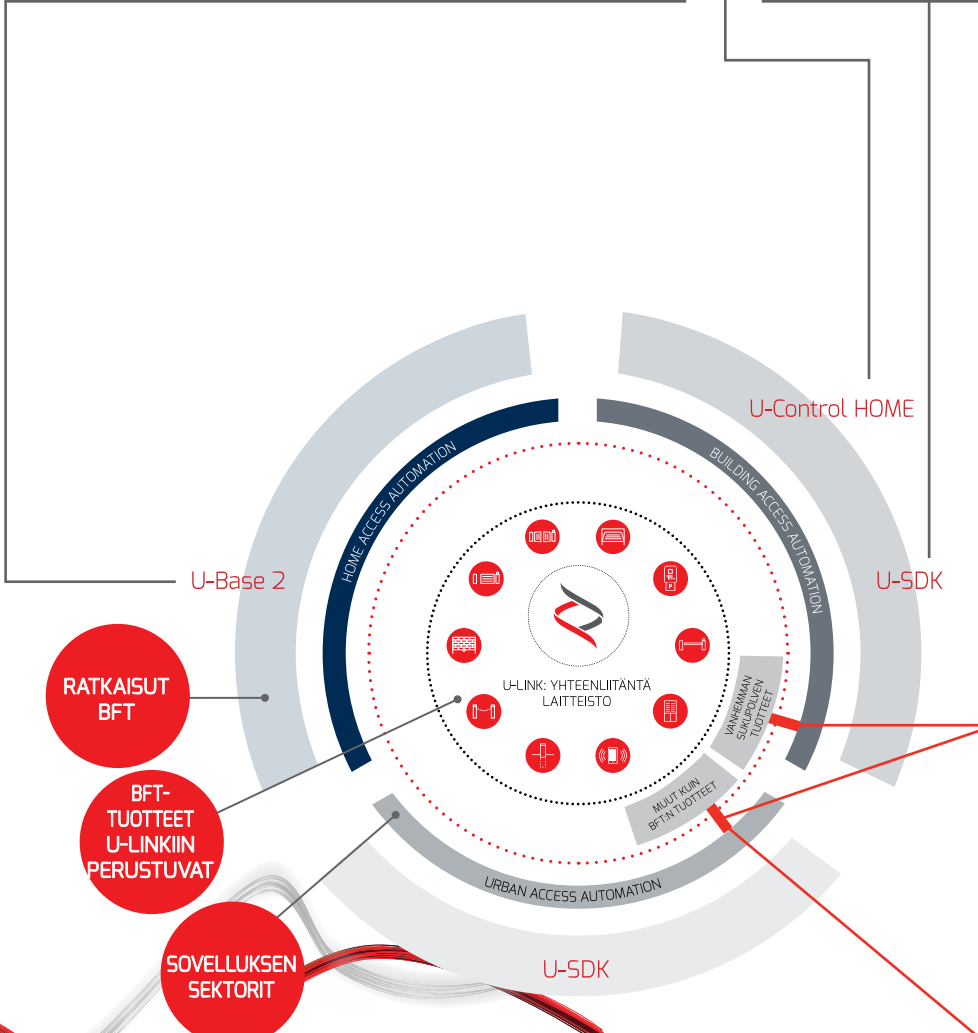 U-Control HOME
HOME ACCESS AUTOMATION
BUILDING ACCESS AUTOMATION
U-Base 2
U-SDK
P
RATKAISUT
BFT
U-LINK: YHTEENLIITÄNTÄ
LAITTEISTO
VANHEMMAN
SUKUPOLVEN
TUOTTEET
MUUT KUIN
BFT:N TUOTTEET
BFT-
TUOTTEET
U-LINKIIN
PERUSTUVAT
URBAN ACCESS AUTOMATION
SOVELLUKSEN
SEKTORIT
U-SDK